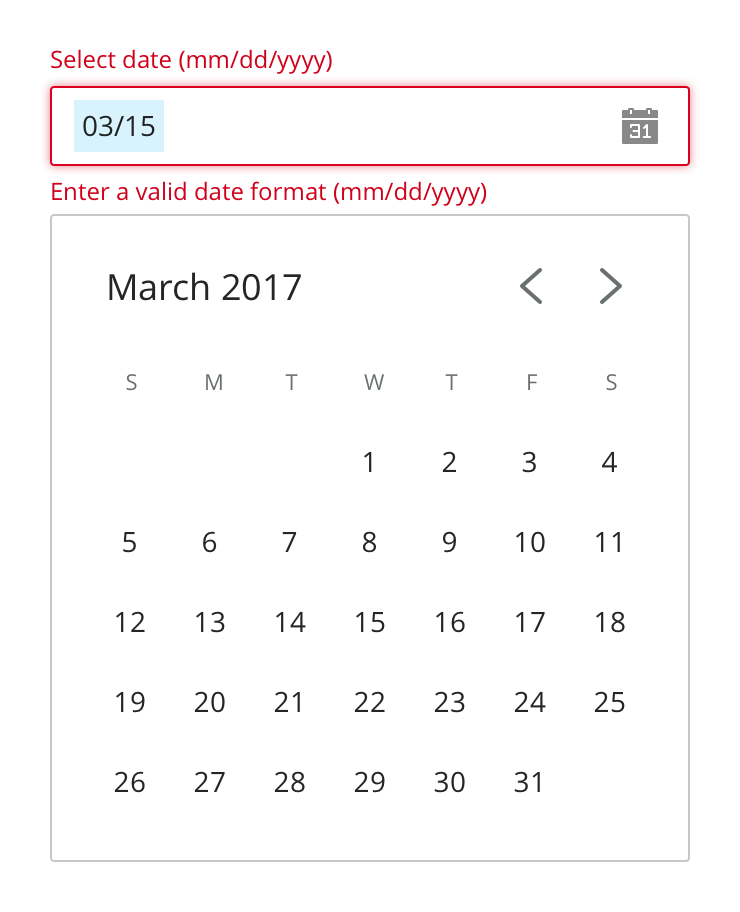 Select date (mm/dd/yyyy)
03/15
31
Enter a valid date format (mm/dd/yyyy)
March 2017
S M T W T F S
1 2 3 4
5 6 7 8 9 10 11
12 13 14 15 16 17 18
19 20 21 22 23 24 25
26 27 28 29 30 31